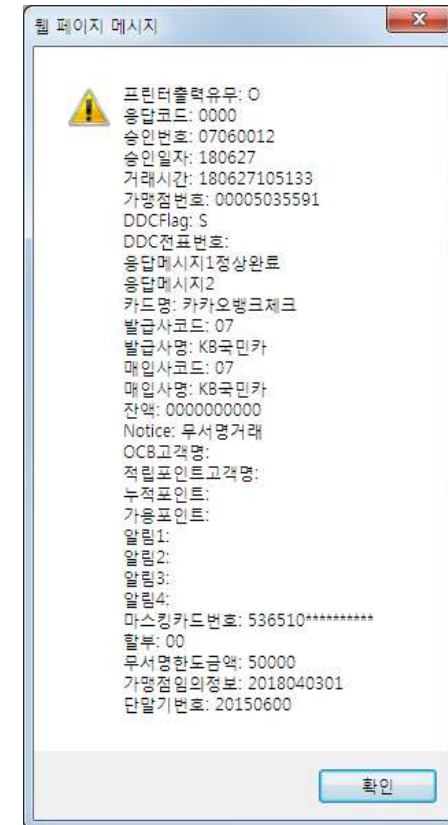 웹 페이지 메시지
프린터출력유무: O
응답코드: 0000
승인번호: 07060012
승인일자: 180627
거래시간: 180627105133
가맹점번호: 00005035591
DDCFlag: S
DDC전표번호:
응답메시지1정상완료
응답메시지2
카드명: 카카오뱅크체크
발급사코드: 07
발급사명: KB국민카
매입사코드: 07
매입사명: KB국민카
잔액: 0000000000
Notice: 무서명거래
OCB고객명:
적립포인트고객명:
누적포인트:
가용포인트:
알림1:
알림2:
알림3:
알림4:
마스킹카드번호: 536510**********
할부: 00
무서명한도금액: 50000
가맹점임의정보: 2018040301
단말기번호: 20150600
확인